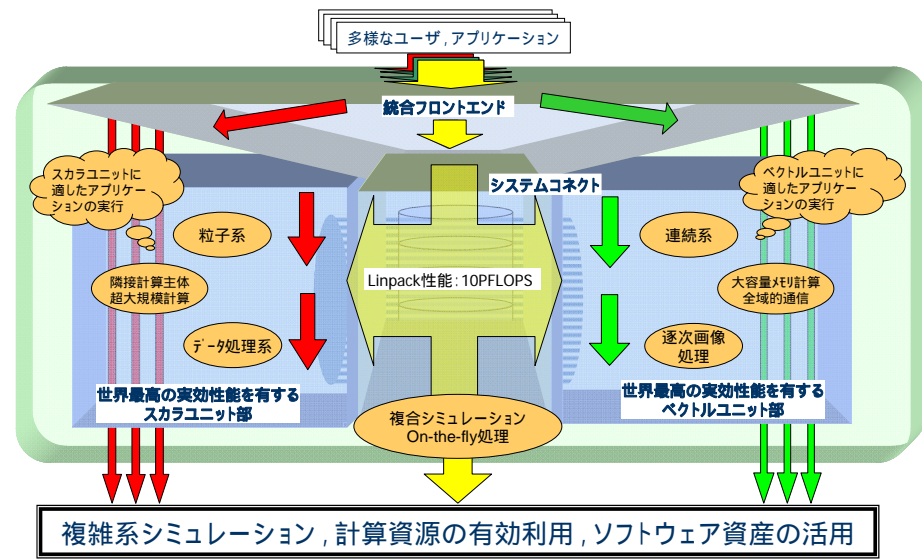 多様なユーザ,アプリケーション
統合フロントエンド
スカラユニットに
適したアプリケー
ションの実行
システムコネクト
ベクトルユニットに
適したアプリケー
ションの実行
粒子系
連続系
隣接計算主体
超大規模計算
Linpack性能:10PFLOPS
大容量メモリ計算
全域的通信
データ処理系
逐次画像
処理
世界最高の実効性能を有する
スカラユニット部
世界最高の実効性能を有する
ベクトルユニット部
複合シミュレーション
On-the-fly処理
複雑系シミュレーション,計算資源の有効利用,ソフトウェア資産の活用